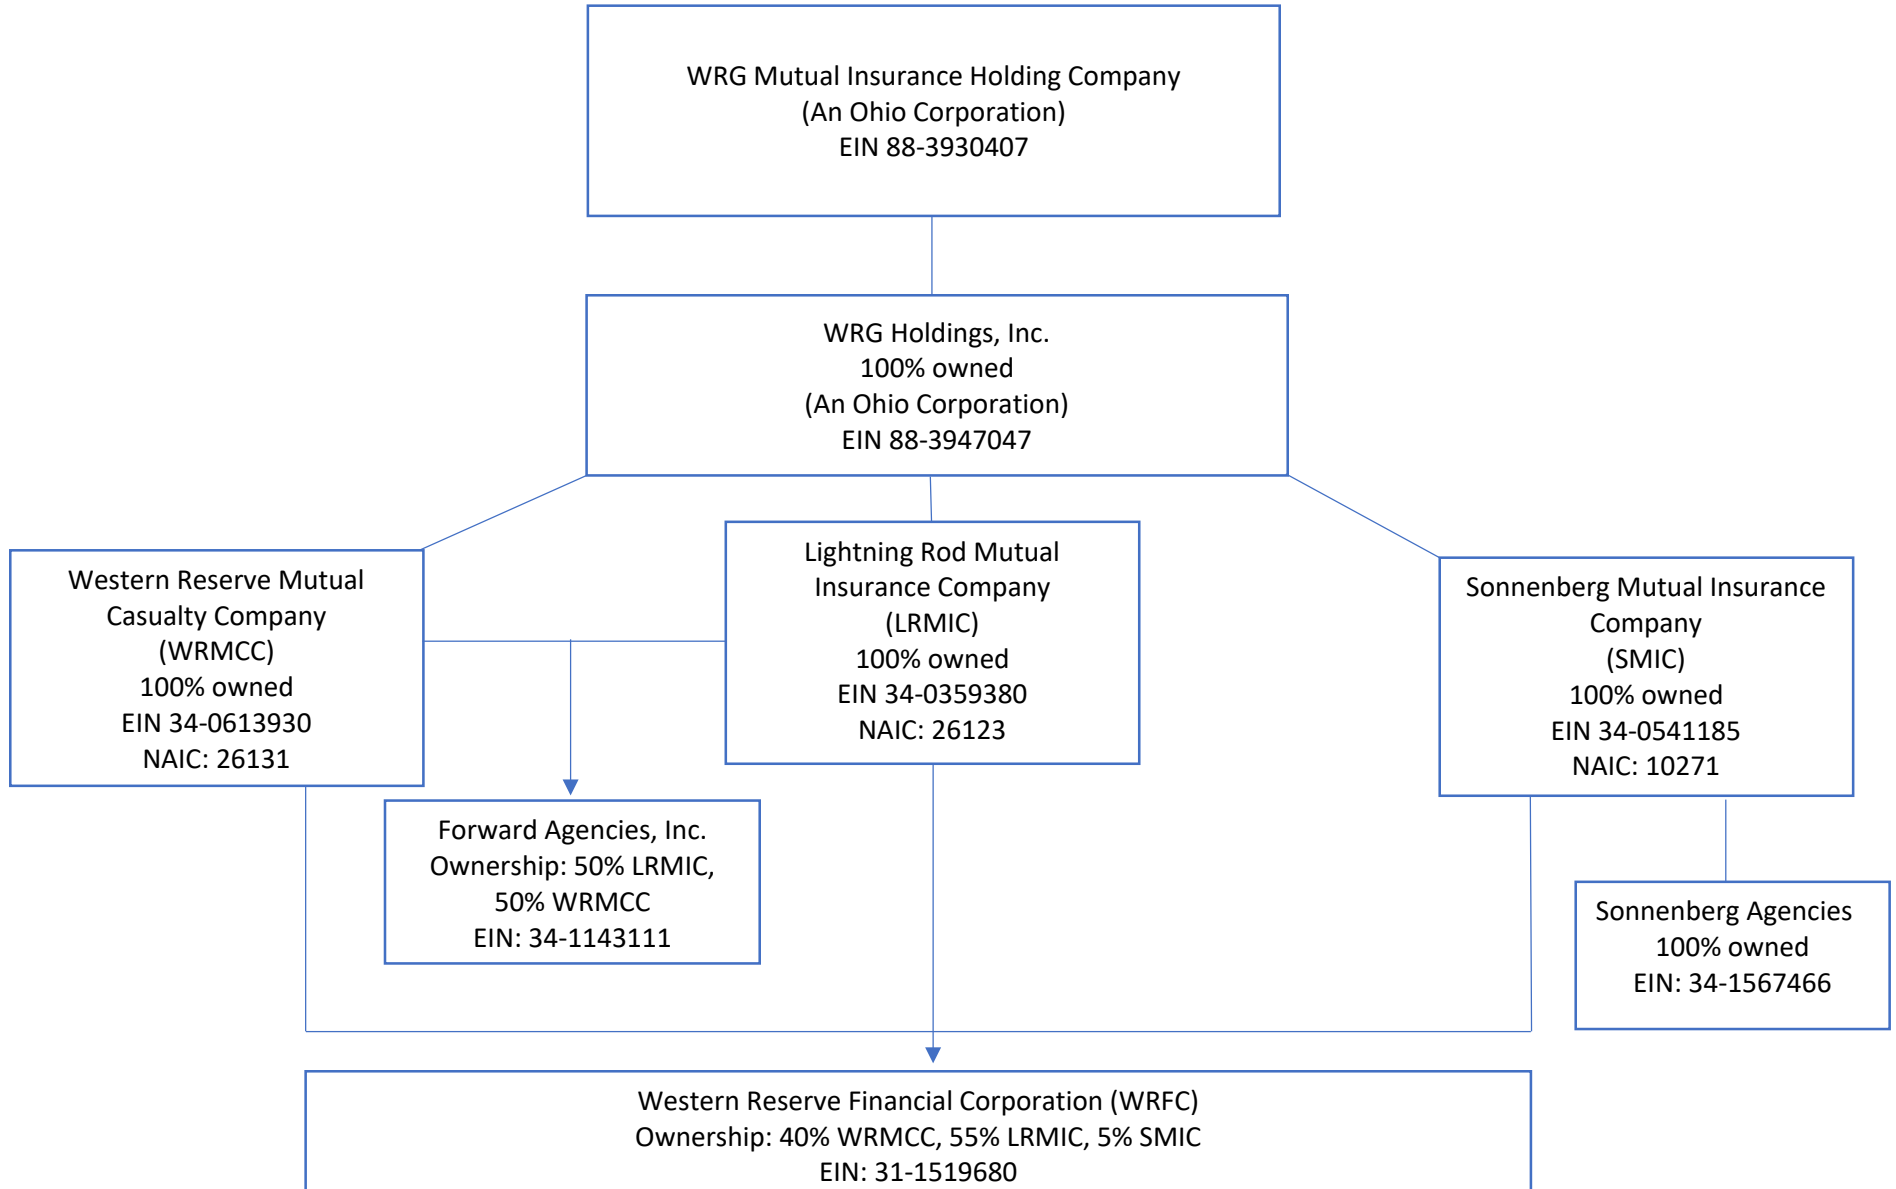 WRG Mutual Insurance Holding Company
(An Ohio Corporation)
EIN 88-3930407
WRG Holdings, Inc.
100% owned
(An Ohio Corporation)
EIN 88-3947047
Western Reserve Mutual
Casualty Company
(WRMCC)
100% owned
EIN 34-0613930
NAIC: 26131
Lightning Rod Mutual
Insurance Company
(LRMIC)
100% owned
EIN 34-0359380
NAIC: 26123
Sonnenberg Mutual Insurance
Company
(SMIC)
100% owned
EIN 34-0541185
NAIC: 10271
Forward Agencies, Inc.
Ownership: 50% LRMIC,
50% WRMCC
EIN: 34-1143111
Sonnenberg Agencies
100% owned
EIN: 34-1567466
Western Reserve Financial Corporation (WRFC)
Ownership: 40% WRMCC, 55% LRMIC, 5% SMIC
EIN: 31-1519680